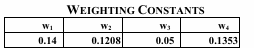 WEIGHTING CONSTANTS
w₁ w₂ w₃ w₄
0.14 0.1208 0.05 0.1353